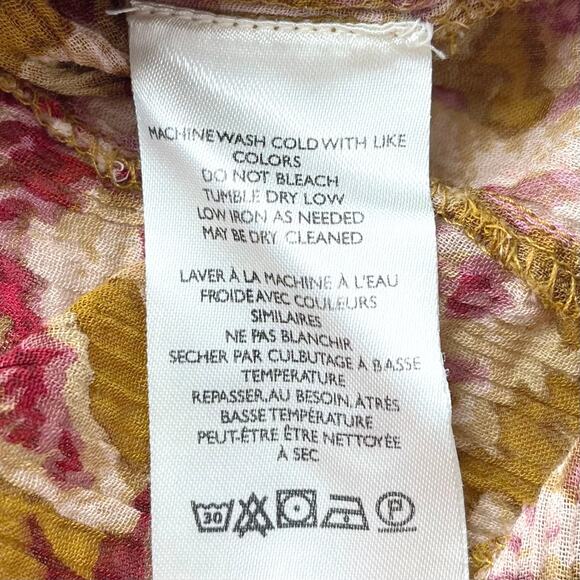 MACHINE WASH COLD WITH LIKE
COLORS
DO NOT BLEACH
TUMBLE DRY LOW
LOW IRON AS NEEDED
MAY BE DRY CLEANED
LAVER À LA MACHINE À L'EAU
FROIDE AVEC COULEURS
SIMILAIRES
NE PAS BLANCHIR
SECHER PAR CULBUTAGE À BASSE
TEMPERATURE
REPASSER, AU BESOIN, À TRÈS
BASSE TEMPÉRATURE
PEUT-ÊTRE ÊTRE NETTOYÉE
À SEC
30 P